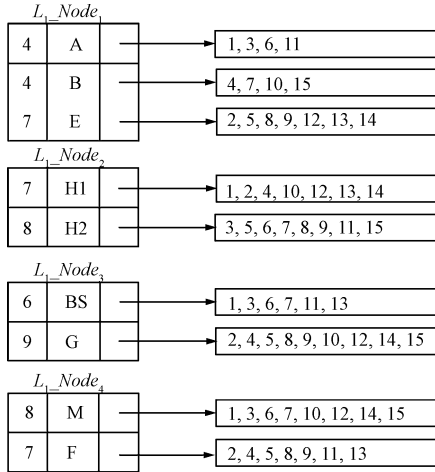 L₁_Node₁
4 A 1, 3, 6, 11
4 B 4, 7, 10, 15
7 E 2, 5, 8, 9, 12, 13, 14
L₁_Node₂
7 H1 1, 2, 4, 10, 12, 13, 14
8 H2 3, 5, 6, 7, 8, 9, 11, 15
L₁_Node₃
6 BS 1, 3, 6, 7, 11, 13
9 G 2, 4, 5, 8, 9, 10, 12, 14, 15
L₁_Node₄
8 M 1, 3, 6, 7, 10, 12, 14, 15
7 F 2, 4, 5, 8, 9, 11, 13